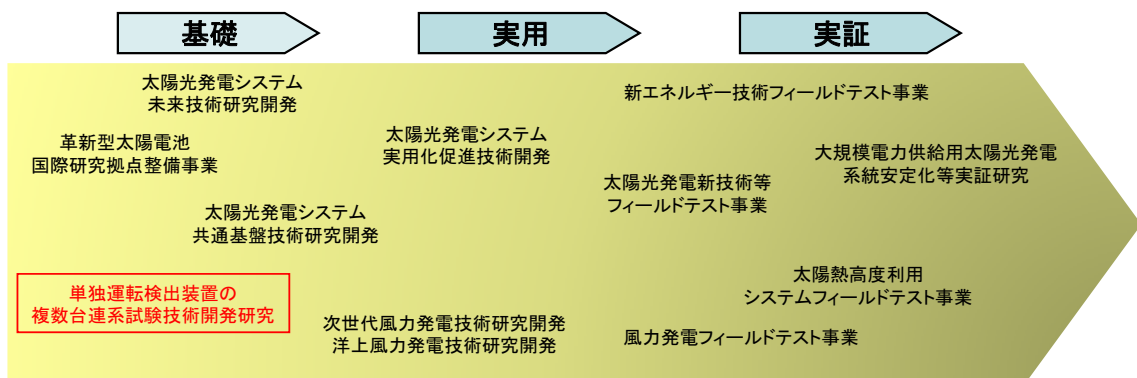 基礎
実用
実証
太陽光発電システム
未来技術研究開発
新エネルギー技術フィールドテスト事業
革新型太陽電池
国際研究拠点整備事業
太陽光発電システム
実用化促進技術開発
大規模電力供給用太陽光発電
系統安定化等実証研究
太陽光発電新技術等
フィールドテスト事業
太陽光発電システム
共通基盤技術研究開発
単独運転検出装置の
複数台連系試験技術開発研究
太陽熱高度利用
システムフィールドテスト事業
次世代風力発電技術研究開発
洋上風力発電技術研究開発
風力発電フィールドテスト事業